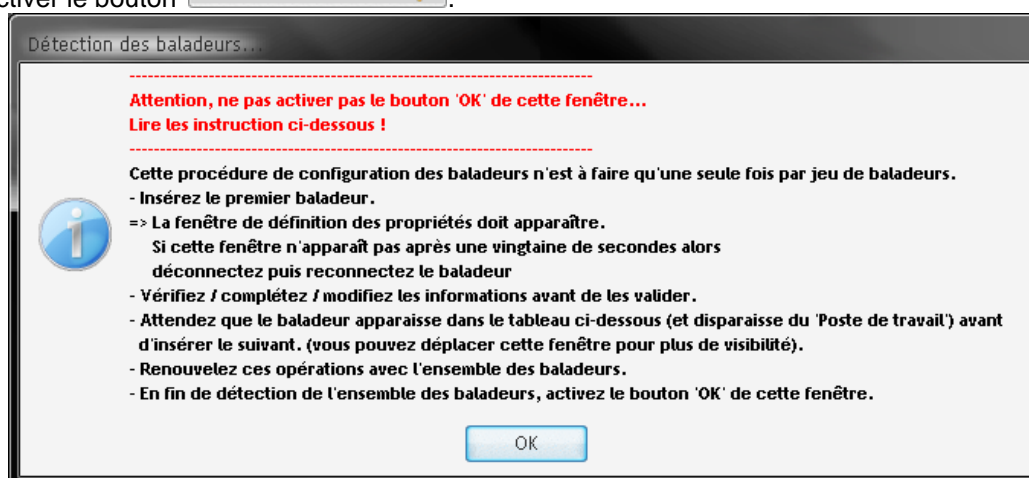 ctiver le bouton .
Détection des baladeurs...
--------------------------------------------------------------------------
Attention, ne pas activer pas le bouton 'OK' de cette fenêtre...
Lire les instruction ci-dessous !
--------------------------------------------------------------------------
Cette procédure de configuration des baladeurs n'est à faire qu'une seule fois par jeu de baladeurs.
- Insérez le premier baladeur.
=> La fenêtre de définition des propriétés doit apparaître.
Si cette fenêtre n'apparaît pas après une vingtaine de secondes alors
déconnectez puis reconnectez le baladeur
- Vérifiez / complétez / modifiez les informations avant de les valider.
- Attendez que le baladeur apparaisse dans le tableau ci-dessous (et disparaisse du 'Poste de travail') avant
d'insérer le suivant. (vous pouvez déplacer cette fenêtre pour plus de visibilité).
- Renouvelez ces opérations avec l'ensemble des baladeurs.
- En fin de détection de l'ensemble des baladeurs, activez le bouton 'OK' de cette fenêtre.
OK